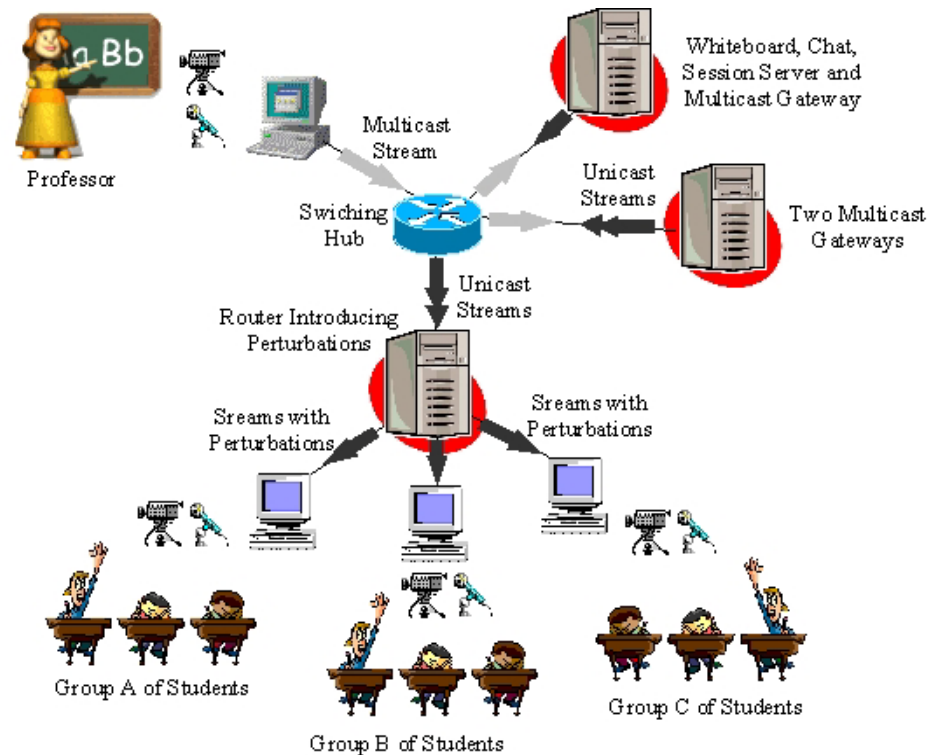 a Bb
Professor
Multicast
Stream
Whiteboard, Chat,
Session Server and
Multicast Gateway
Unicast
Streams
Two Multicast
Gateways
Swiching
Hub
Unicast
Streams
Router Introducing
Perturbations
Sreams with
Perturbations
Sreams with
Perturbations
Group A of Students
Group B of Students
Group C of Students